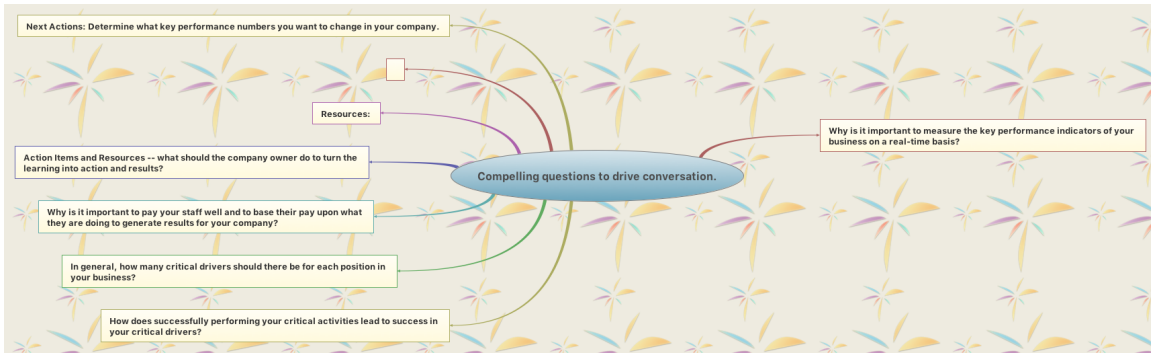 Next Actions: Determine what key performance numbers you want to change in your company.
Resources:
Action Items and Resources -- what should the company owner do to turn the
learning into action and results?
Why is it important to pay your staff well and to base their pay upon what
they are doing to generate results for your company?
In general, how many critical drivers should there be for each position in
your business?
How does successfully performing your critical activities lead to success in
your critical drivers?
Compelling questions to drive conversation.
Why is it important to measure the key performance indicators of your
business on a real-time basis?